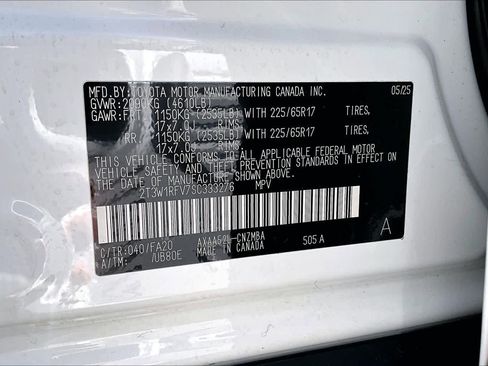 MFD.BY:TOYOTA MOTOR MANUFACTURING CANADA INC. 05/25
GVWR:2090KG (4610LB)
GAWR:FRT 1150KG (2535LB) WITH 225/65R17 TIRES,
17x7.0J RIMS,
RR 1150KG (2535LB) WITH 225/65R17 TIRES,
17x7.0J RIMS,
THIS VEHICLE CONFORMS TO ALL APPLICABLE FEDERAL MOTOR
VEHICLE SAFETY AND THEFT PREVENTION STANDARDS IN EFFECT
ON THE DATE OF MANUFACTURE SHOWN ABOVE.
2T3W1RFV7SC333276 MPV
C/TR:040/FA20 AXAA52L-CNZMBA 505A A
A/TM: /UB80E MADE IN CANADA